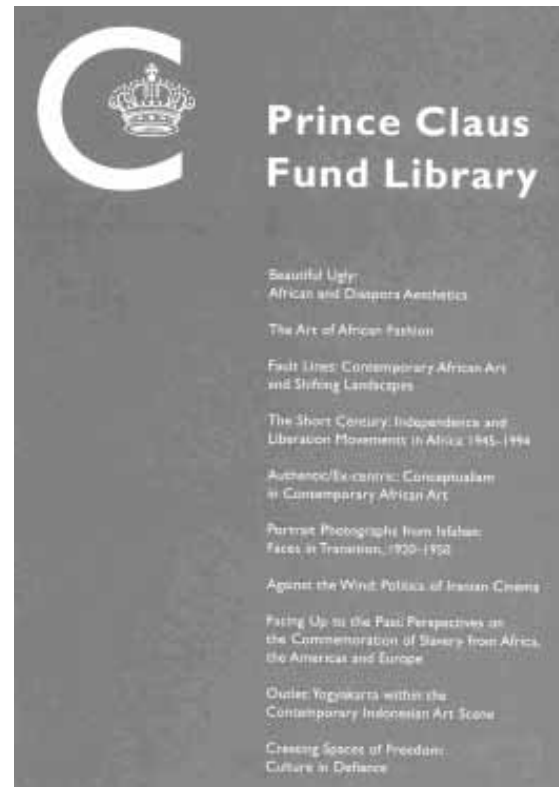 C
Prince Claus
Fund Library
Beautiful Ugly:
African and Diaspora Aesthetics
The Art of African Fashion
Fault Lines: Contemporary African Art
and Shifting Landscapes
The Short Century: Independence and
Liberation Movements in Africa 1945–1994
Authentic/Ex-centric: Conceptualism
in Contemporary African Art
Portrait Photographs from Isfahan:
Faces in Transition, 1920–1950
Against the Wind: Politics of Iranian Cinema
Facing Up to the Past: Perspectives on
the Commemoration of Slavery from Africa,
the Americas and Europe
Outlet: Yogyakarta within the
Contemporary Indonesian Art Scene
Creating Spaces of Freedom:
Culture in Defiance